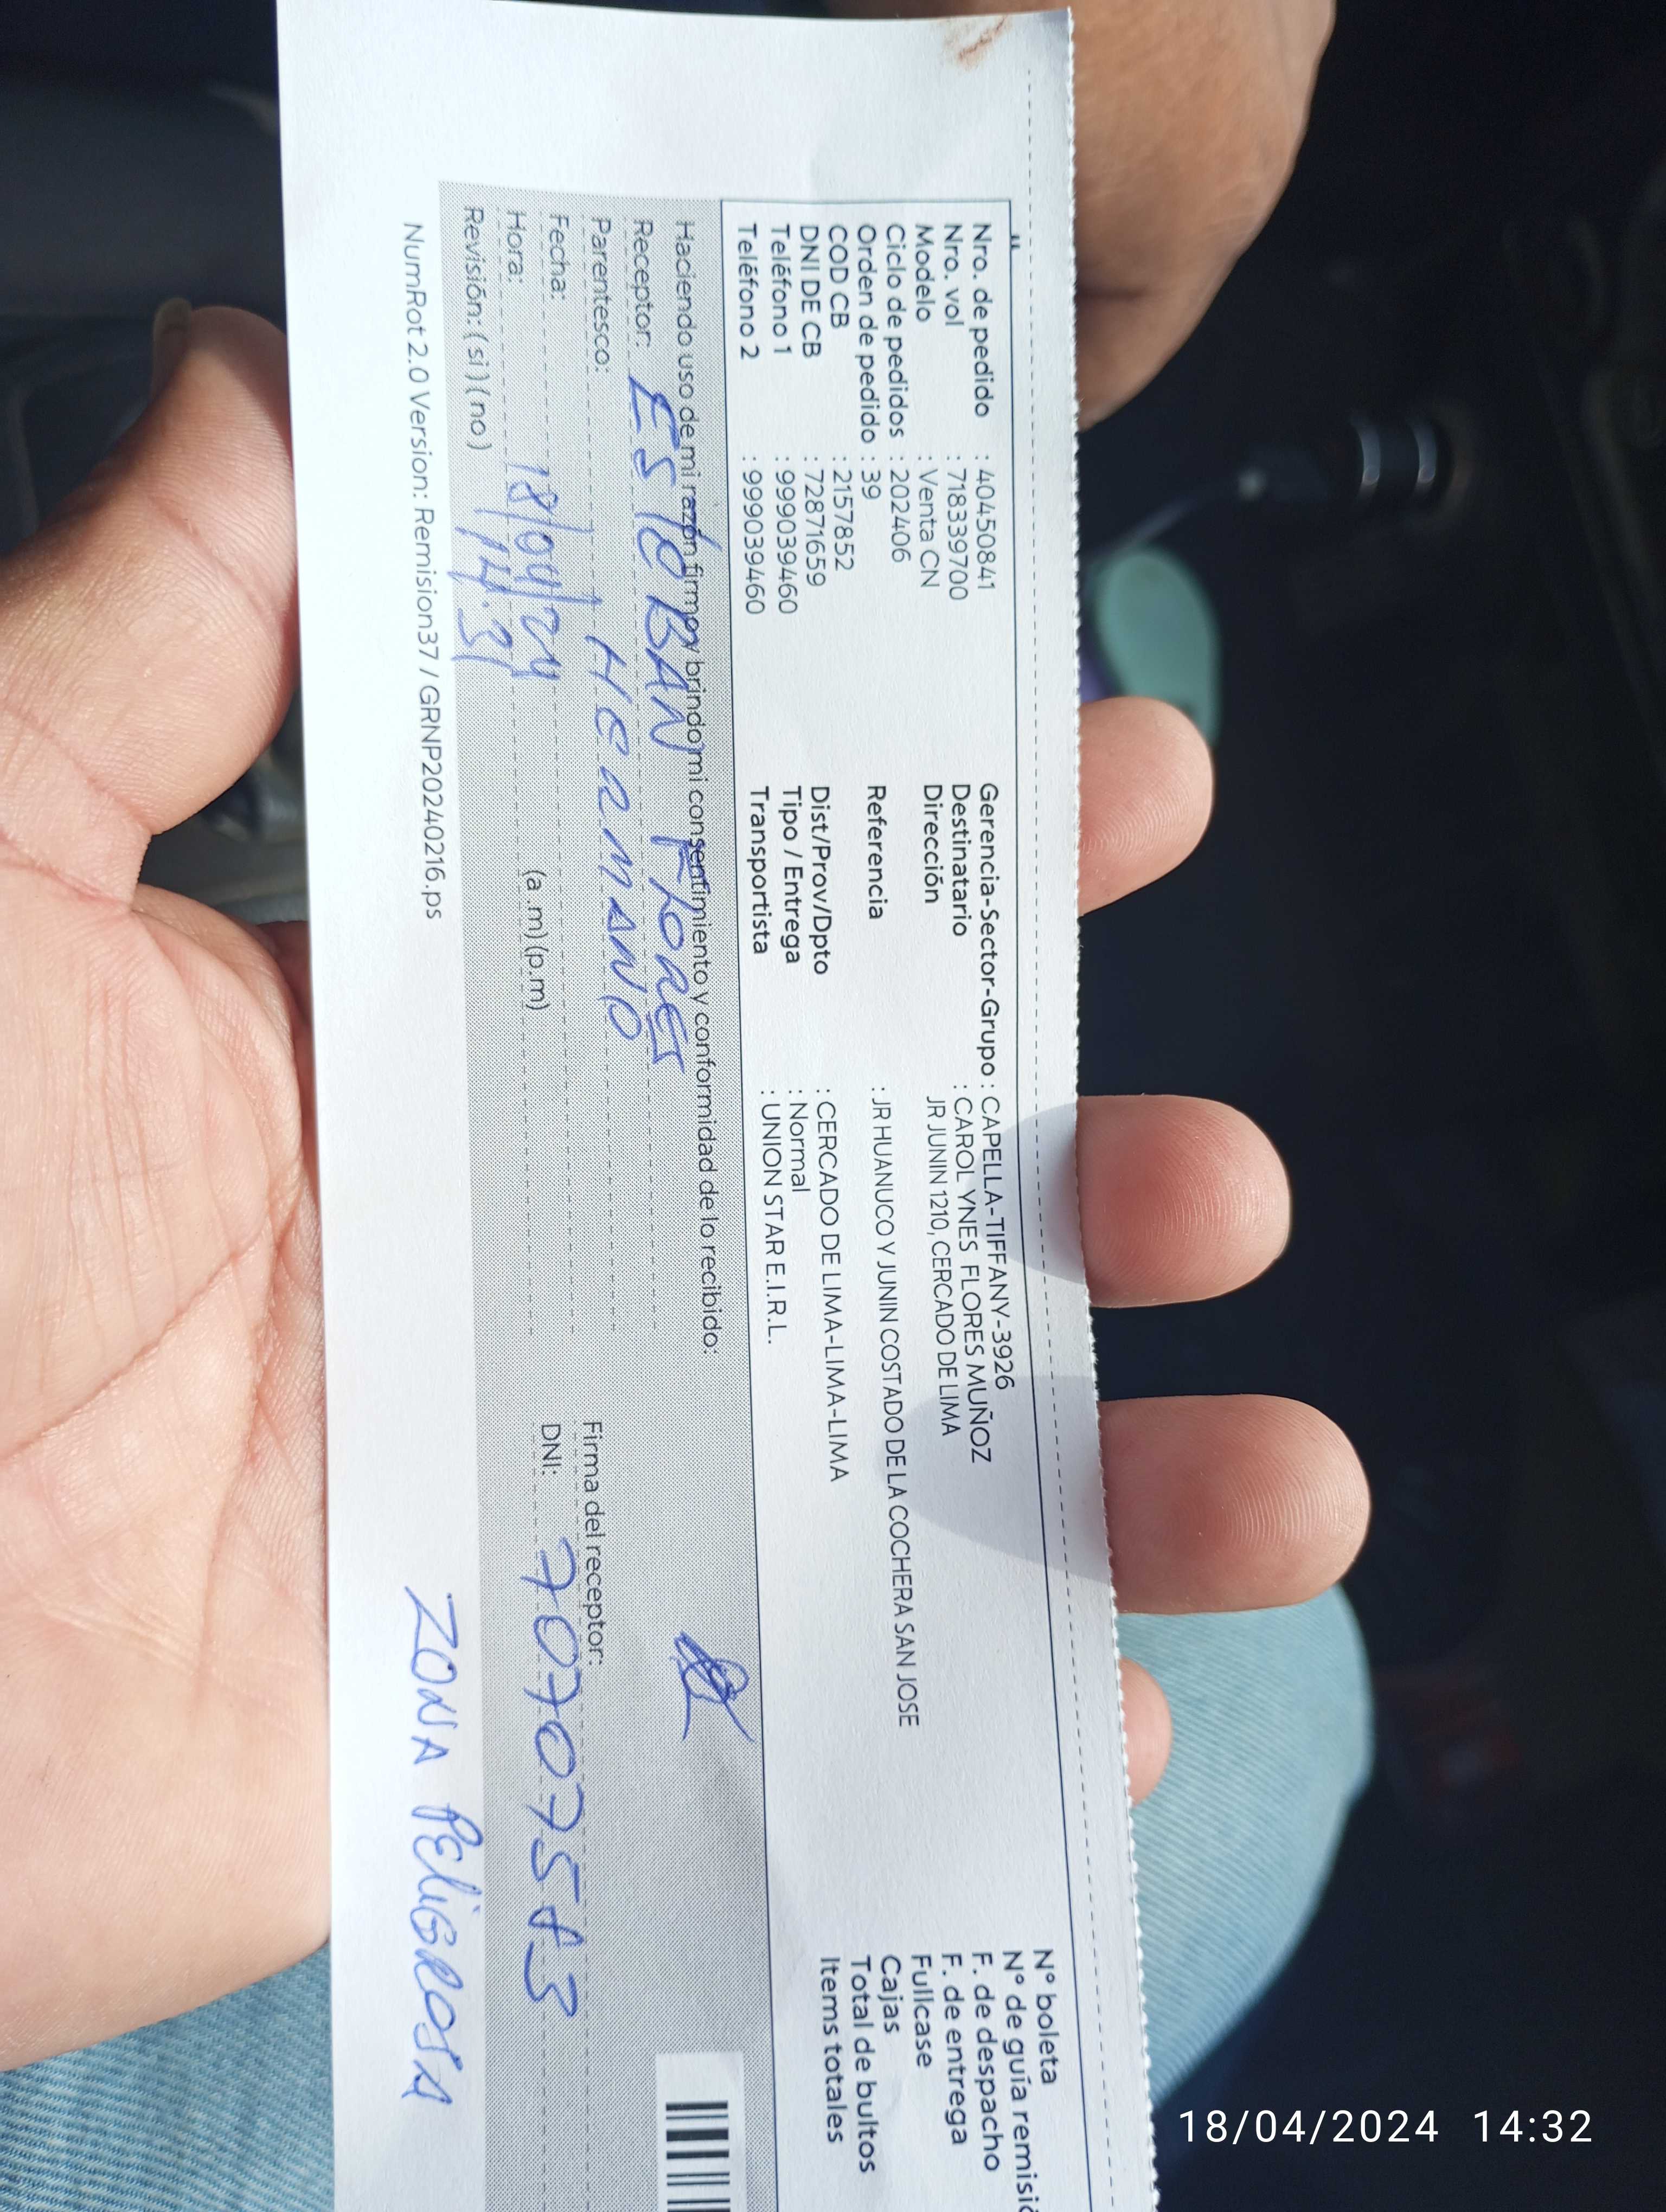 Nro. de pedido : 40450841
Nro. vol : 718339700
Modelo : Venta CN
Ciclo de pedidos : 202406
Orden de pedido : 39
COD CB : 2157852
DNI DE CB : 72871659
Teléfono 1 : 999039460
Teléfono 2 : 999039460
Gerencia-Sector-Grupo : CAPELLA-TIFFANY-3926
Destinatario : CAROL YNES FLORES MUÑOZ
Dirección JR JUNIN 1210, CERCADO DE LIMA
Referencia : JR HUANUCO Y JUNIN COSTADO DE LA COCHERA SAN JOSE
Dist/Prov/Dpto : CERCADO DE LIMA-LIMA-LIMA
Tipo / Entrega : Normal
Transportista : UNION STAR E.I.R.L.
N° boleta
N° de guía remisió
F. de despacho
F. de entrega
Fullcase
Cajas
Total de bultos
Items totales
Haciendo uso de mi razón firmo y brindo mi consentimiento y conformidad de lo recibido:
Receptor: ESTEBAN FLORES
Parentesco: HERMANO
Fecha: 18/04/24
Hora: 14:31 (a.m) (p.m)
Revisión: ( si ) ( no )
Firma del receptor:
DNI: 70707583
NumRot 2.0 Version: Remision37 / GRNP20240216.ps
ZONA PELIGROSA
18/04/2024 14:32